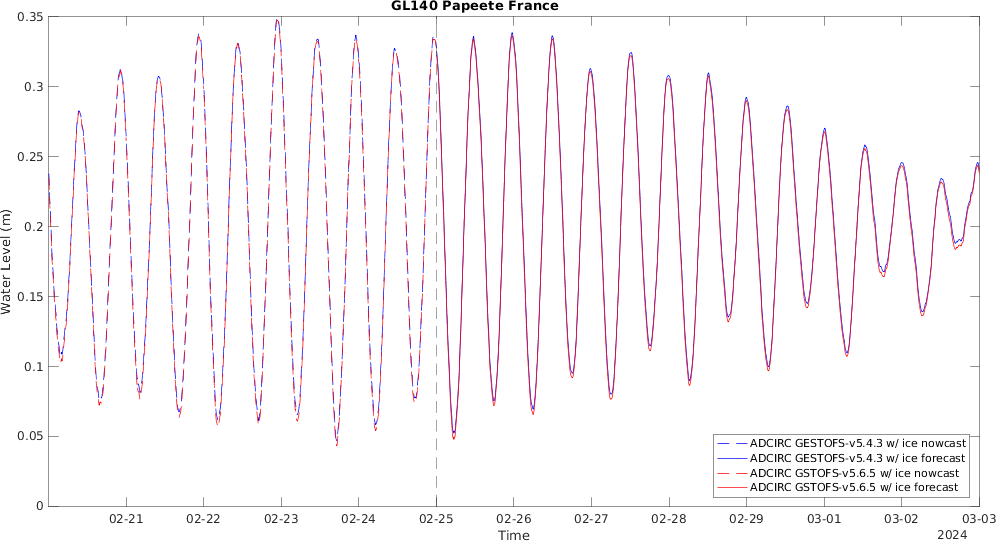 GL140 Papeete France
0.35
0.3
0.25
0.2
0.15
0.1
0.05
0
Water Level (m)
ADCIRC GESTOFS-v5.4.3 w/ ice nowcast
ADCIRC GESTOFS-v5.4.3 w/ ice forecast
ADCIRC GSTOFS-v5.6.5 w/ ice nowcast
ADCIRC GSTOFS-v5.6.5 w/ ice forecast
02-21 02-22 02-23 02-24 02-25 02-26 02-27 02-28 02-29 03-01 03-02 03-03
Time
2024